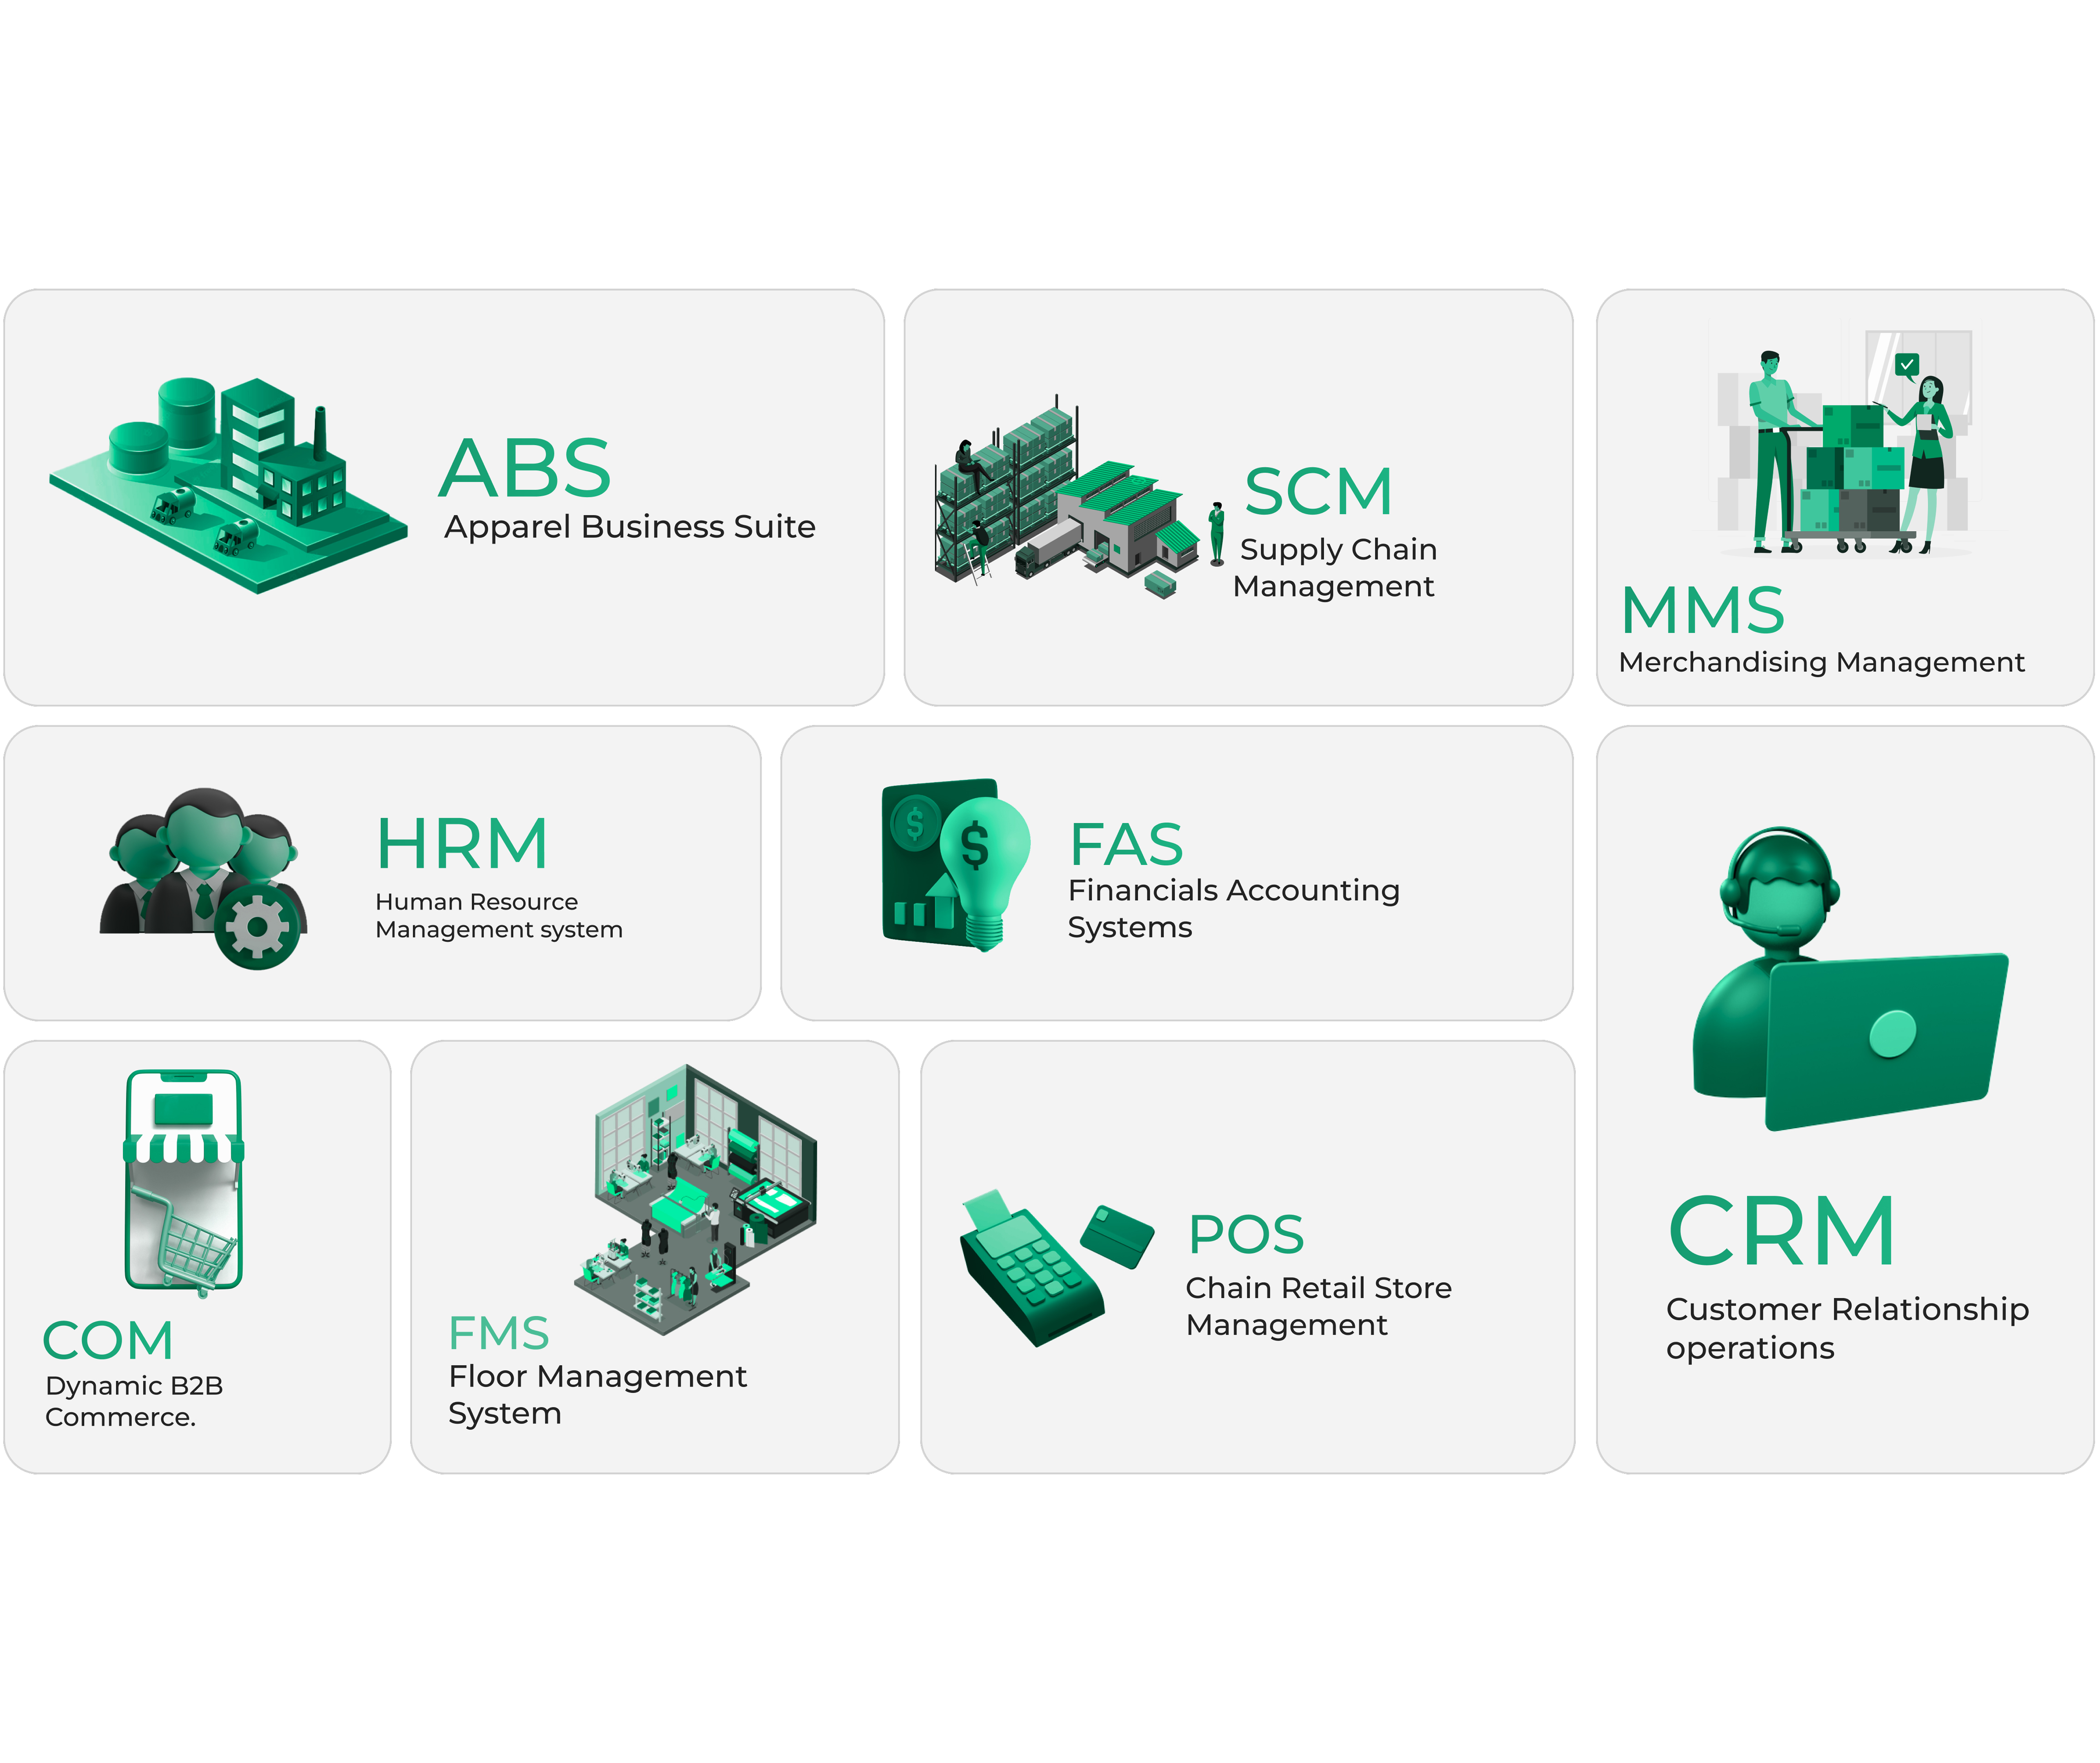 ABS
Apparel Business Suite
SCM
Supply Chain
Management
MMS
Merchandising Management
HRM
Human Resource
Management system
$
$
FAS
Financials Accounting
Systems
CRM
Customer Relationship
operations
COM
Dynamic B2B
Commerce.
FMS
Floor Management
System
POS
Chain Retail Store
Management